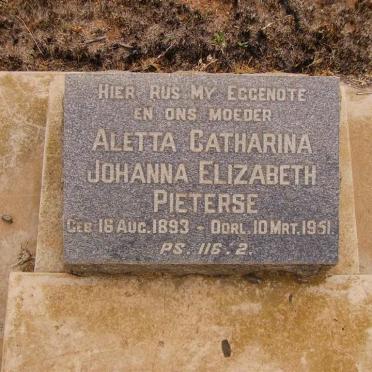 HIER RUS MY EGGENOTE
EN ONS MOEDER
ALETTA CATHARINA
JOHANNA ELIZABETH
PIETERSE
GEB. 16 AUG. 1893 - OORL. 10 MRT. 1951.
PS. 116. 2.